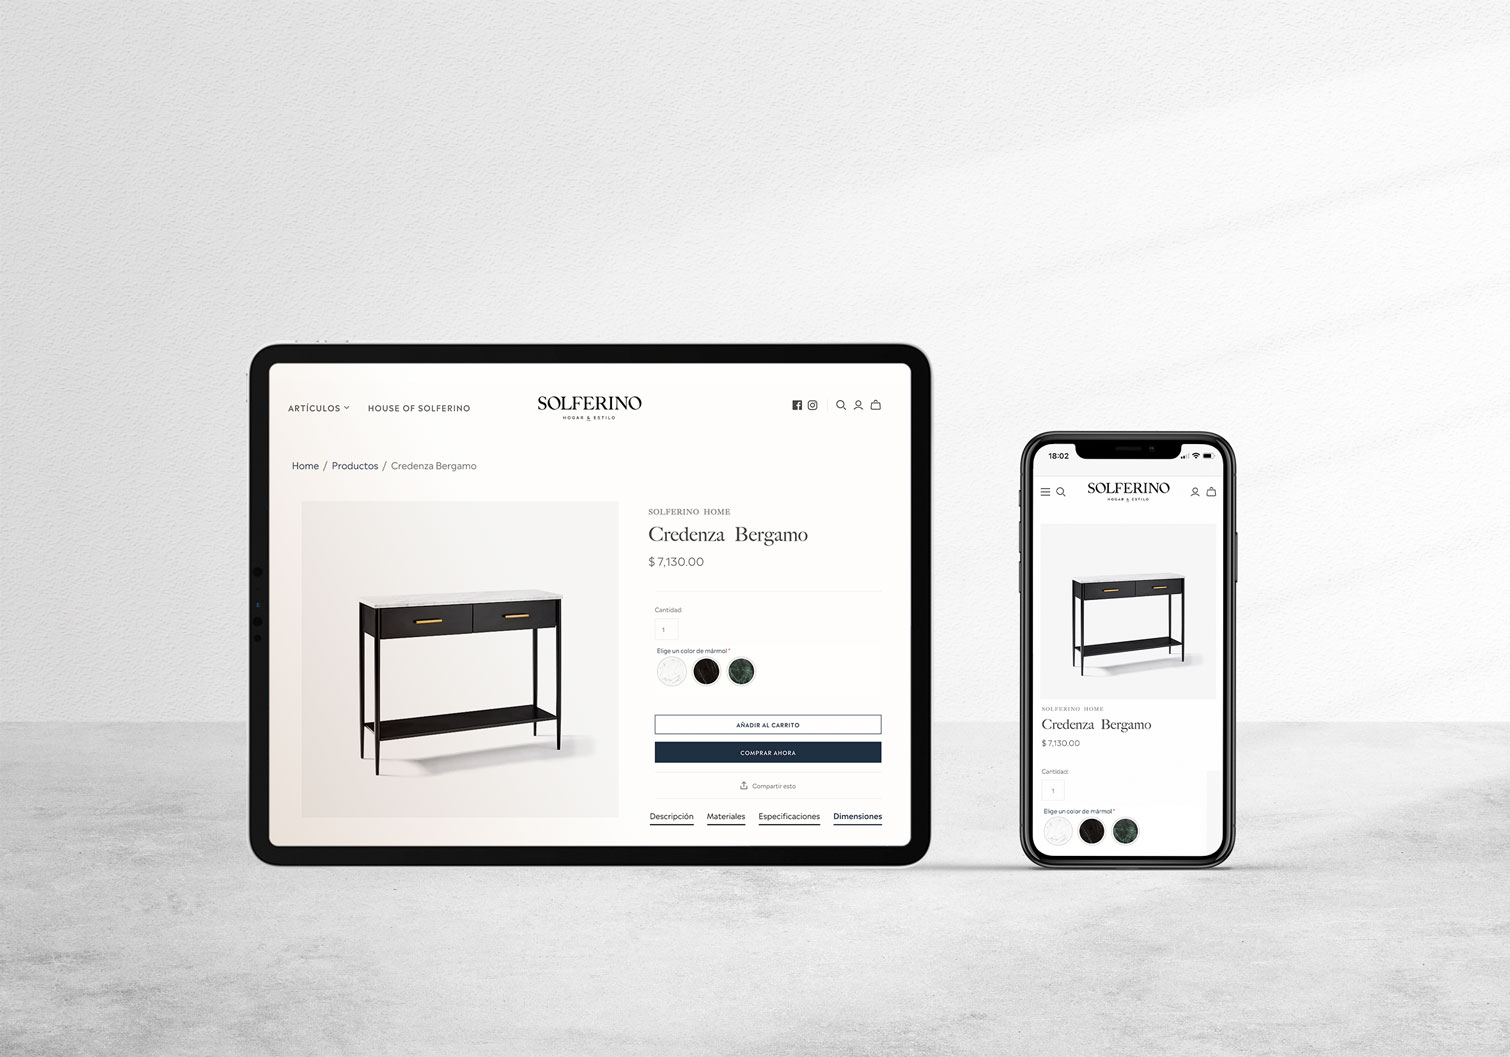 ARTÍCULOS
HOUSE OF SOLFERINO
SOLFERINO
HOGAR & ESTILO
Home / Productos / Credenza Bergamo
SOLFERINO HOME
Credenza Bergamo
$ 7,130.00
Cantidad:
1
Elige un color de mármol *
AÑADIR AL CARRITO
COMPRAR AHORA
Compartir esto
Descripción
Materiales
Especificaciones
Dimensiones
18:02
SOLFERINO
HOGAR & ESTILO
SOLFERINO HOME
Credenza Bergamo
$ 7,130.00
Cantidad:
1
Elige un color de mármol *